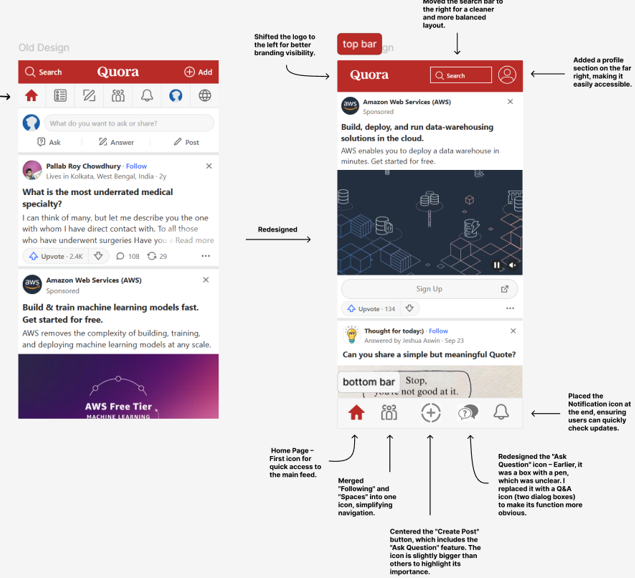 Moved the search bar to
the right for a cleaner
and more balanced
layout.
Old Design
Shifted the logo to
the left for better
branding visibility.
top bar
Added a profile
section on the far
right, making it
easily accessible.
Search
Quora
Add
What do you want to ask or share?
Ask
Answer
Post
Pallab Roy Chowdhury · Follow
Lives in Kolkata, West Bengal, India · 2y
What is the most underrated medical
specialty?
I can think of many, but let me describe you the one
with whom I have direct contact with. To all those
who have underwent surgeries Have you Read more
Upvote · 2.4K
108
29
aws
Amazon Web Services (AWS)
Sponsored
Build & train machine learning models fast.
Get started for free.
AWS removes the complexity of building, training,
and deploying machine learning models at any scale.
AWS Free Tier
MACHINE LEARNING
Redesigned
Quora
Search
aws
Amazon Web Services (AWS)
Sponsored
Build, deploy, and run data-warehousing
solutions in the cloud.
AWS enables you to deploy a data warehouse in
minutes. Get started for free.
Sign Up
Upvote · 134
Thought for today:) · Follow
Answered by Jeshua Aswin · Sep 23
Can you share a simple but meaningful Quote?
Stop,
you're not good at it.
bottom bar
Placed the
Notification icon at
the end, ensuring
users can quickly
check updates.
Home Page –
First icon for
quick access to
the main feed.
Merged
"Following" and
"Spaces" into one
icon, simplifying
navigation.
Centered the "Create Post"
button, which includes the
"Ask Question" feature. The
icon is slightly bigger than
others to highlight its
importance.
Redesigned the "Ask
Question" icon – Earlier, it
was a box with a pen,
which was unclear. I
replaced it with a Q&A
icon (two dialog boxes)
to make its function more
obvious.